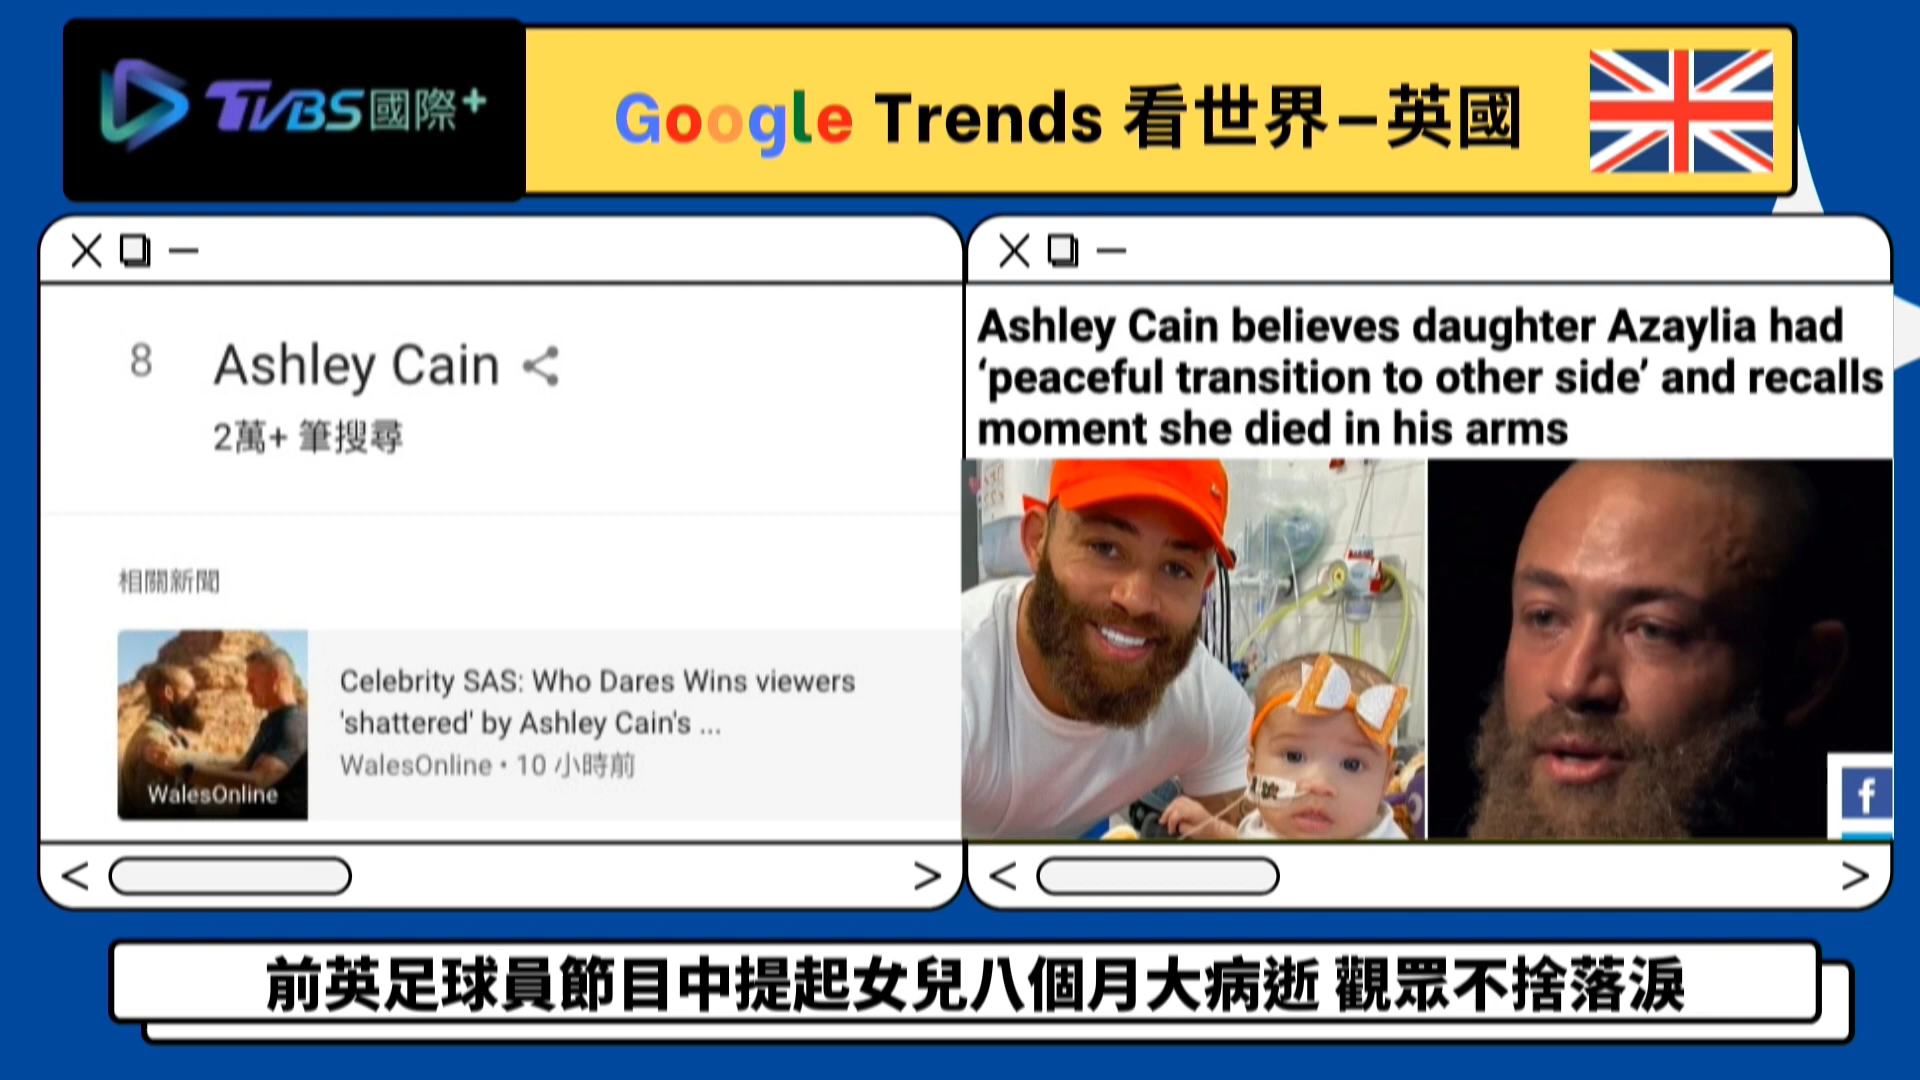 TVBS國際+
Google Trends 看世界–英國
8
Ashley Cain
2萬+ 筆搜尋
相關新聞
Celebrity SAS: Who Dares Wins viewers
'shattered' by Ashley Cain's ...
WalesOnline • 10 小時前
WalesOnline
Ashley Cain believes daughter Azaylia had
‘peaceful transition to other side’ and recalls
moment she died in his arms
f
前英足球員節目中提起女兒八個月大病逝 觀眾不捨落淚